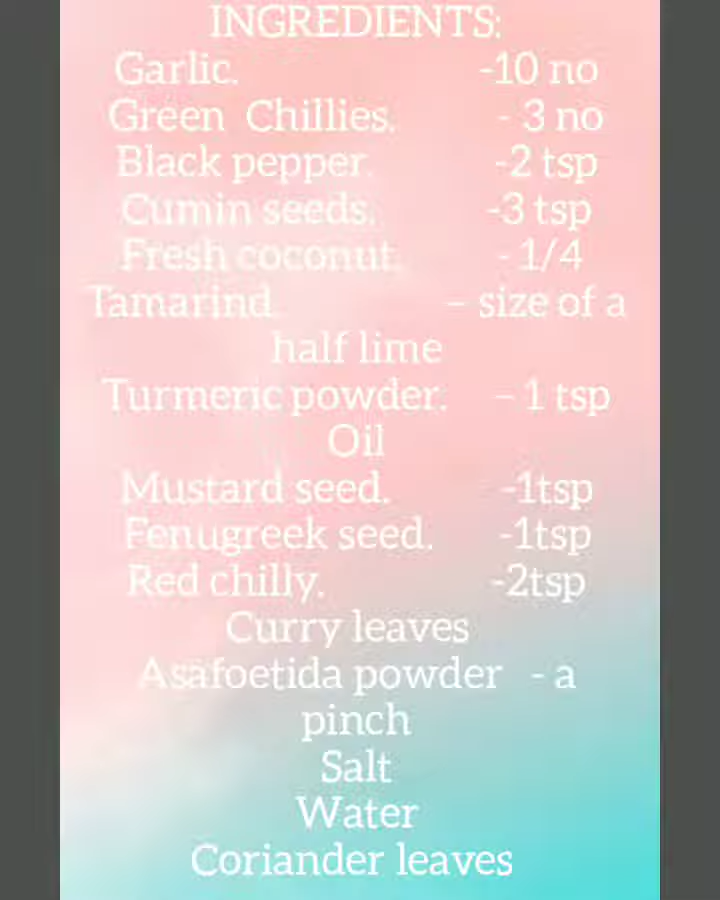 INGREDIENTS:
Garlic. -10 no
Green Chillies. - 3 no
Black pepper. -2 tsp
Cumin seeds. -3 tsp
Fresh coconut. - 1/4
Tamarind. – size of a
half lime
Turmeric powder. – 1 tsp
Oil
Mustard seed. -1tsp
Fenugreek seed. -1tsp
Red chilly. -2tsp
Curry leaves
Asafoetida powder - a
pinch
Salt
Water
Coriander leaves